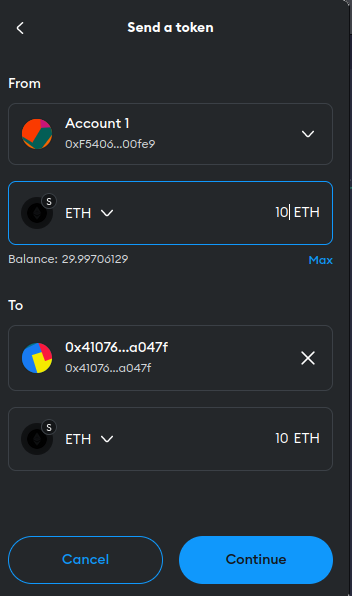 Send a token
From
Account 1
0xF5406...00fe9
S
ETH
10 ETH
Balance: 29.99706129
Max
To
0x41076...a047f
0x41076...a047f
S
ETH
10 ETH
Cancel
Continue